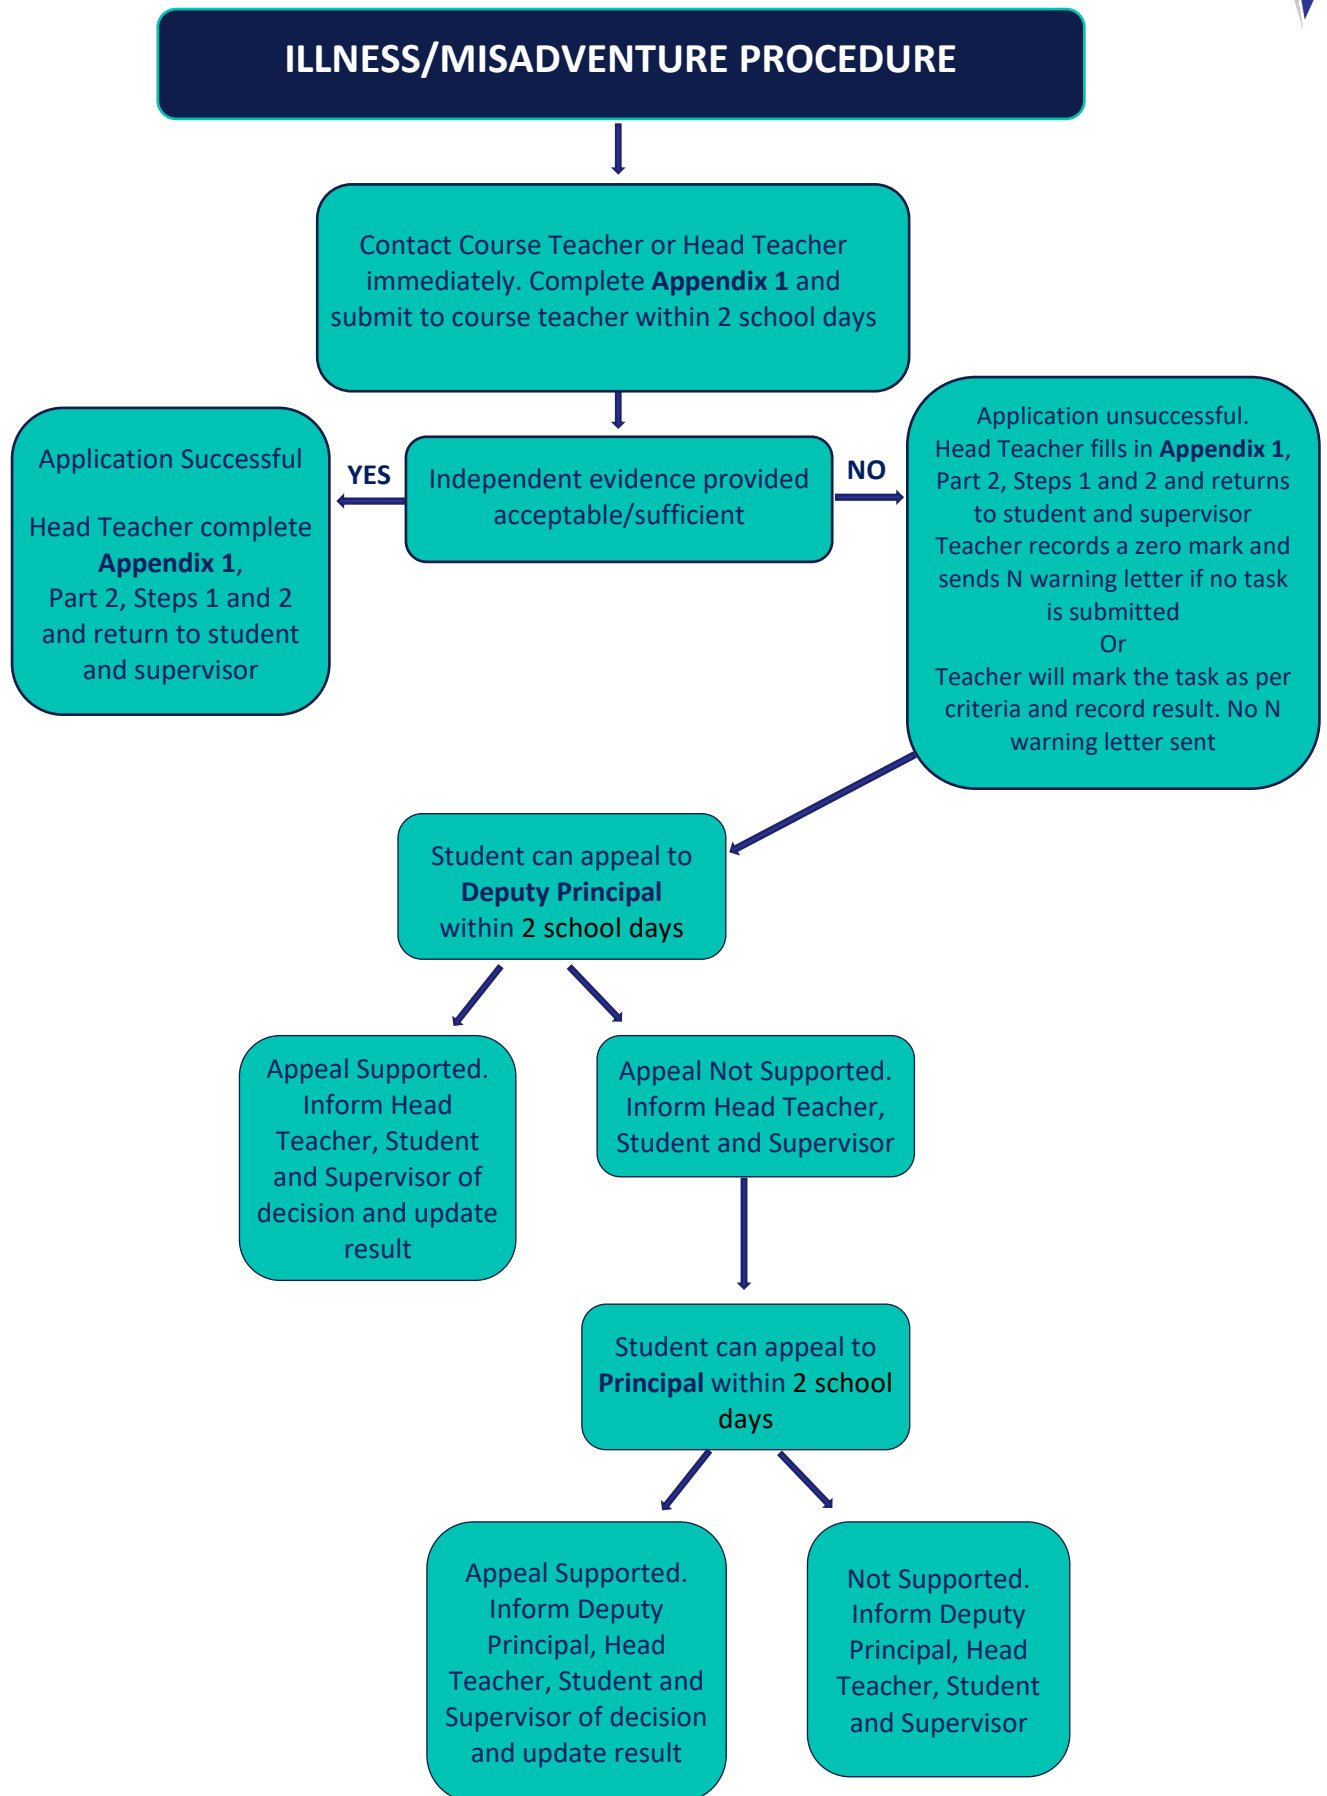 ILLNESS/MISADVENTURE PROCEDURE
Contact Course Teacher or Head Teacher
immediately. Complete Appendix 1 and
submit to course teacher within 2 school days
Application Successful
Head Teacher complete
Appendix 1,
Part 2, Steps 1 and 2
and return to student
and supervisor
YES
Independent evidence provided
acceptable/sufficient
NO
Application unsuccessful.
Head Teacher fills in Appendix 1,
Part 2, Steps 1 and 2 and returns
to student and supervisor
Teacher records a zero mark and
sends N warning letter if no task
is submitted
Or
Teacher will mark the task as per
criteria and record result. No N
warning letter sent
Student can appeal to
Deputy Principal
within 2 school days
Appeal Supported.
Inform Head
Teacher, Student
and Supervisor of
decision and update
result
Appeal Not Supported.
Inform Head Teacher,
Student and Supervisor
Student can appeal to
Principal within 2 school
days
Appeal Supported.
Inform Deputy
Principal, Head
Teacher, Student and
Supervisor of decision
and update result
Not Supported.
Inform Deputy
Principal, Head
Teacher, Student
and Supervisor